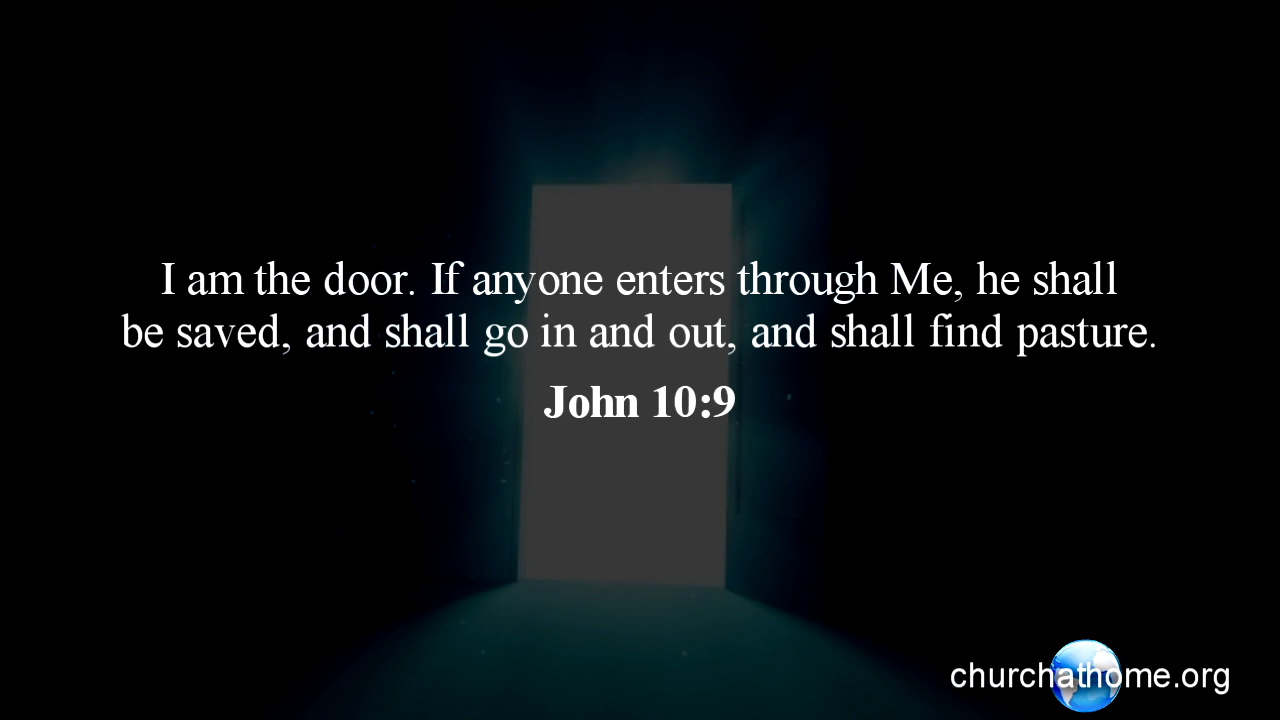 I am the door. If anyone enters through Me, he shall
be saved, and shall go in and out, and shall find pasture.
John 10:9
churchathome.org